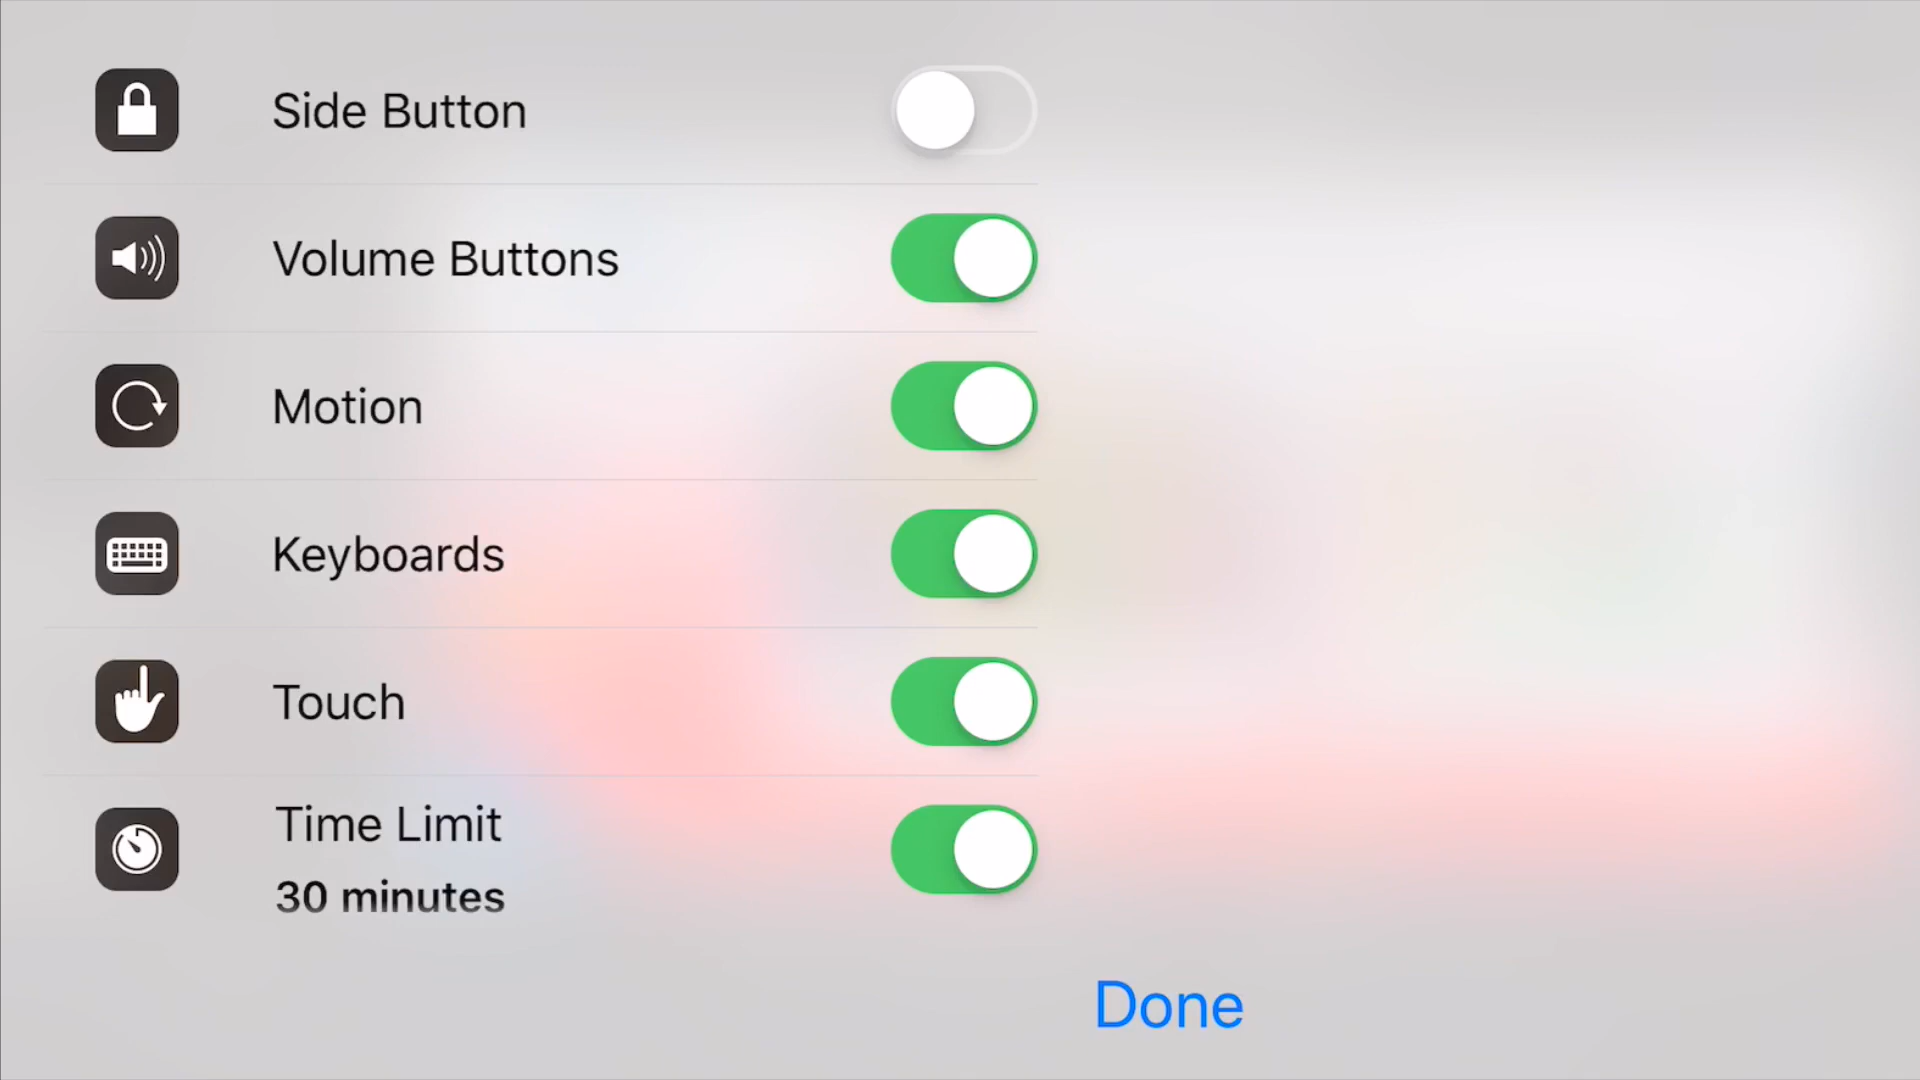 Side Button
Volume Buttons
Motion
Keyboards
Touch
Time Limit
30 minutes
Done